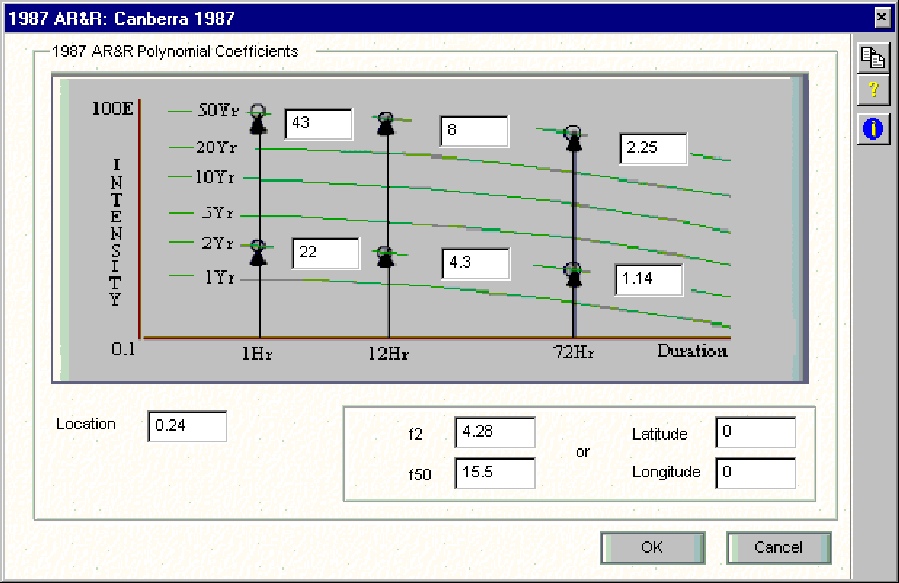 1987 AR&R: Canberra 1987
1987 AR&R Polynomial Coefficients
100E
50Yr
43
8
2.25
20Yr
10Yr
5Yr
2Yr
22
4.3
1.14
1Yr
INTENSITY
0.1
1Hr
12Hr
72Hr
Duration
Location
0.24
f2
4.28
or
Latitude
0
f50
15.5
Longitude
0
OK
Cancel